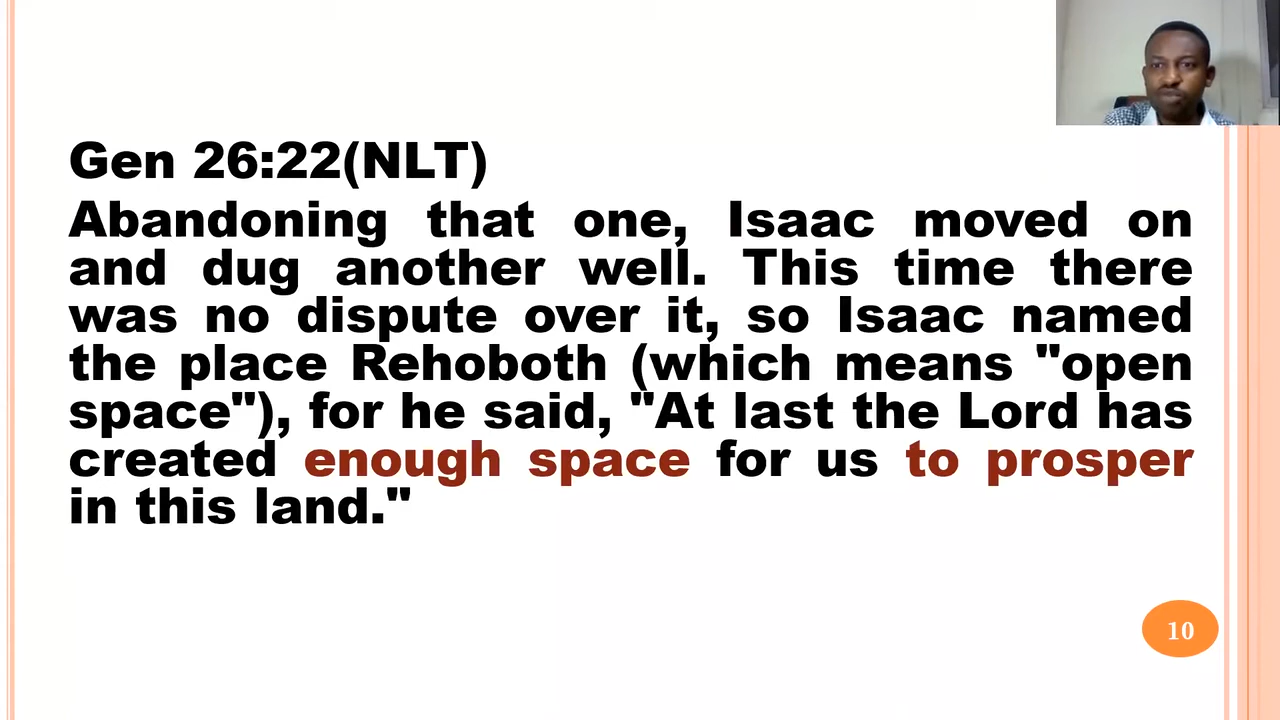 Gen 26:22(NLT)
Abandoning that one, Isaac moved on
and dug another well. This time there
was no dispute over it, so Isaac named
the place Rehoboth (which means "open
space"), for he said, "At last the Lord has
created enough space for us to prosper
in this land."
10